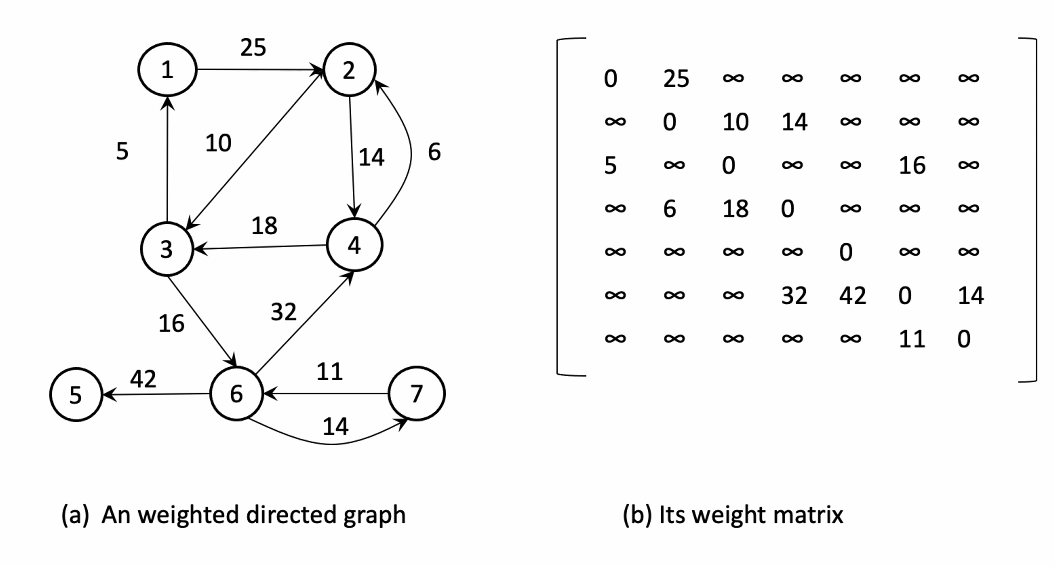 25
1
2
5
10
14
6
18
3
4
16
32
42
11
5
6
7
14
0 25 ∞ ∞ ∞ ∞ ∞
∞ 0 10 14 ∞ ∞ ∞
5 ∞ 0 ∞ ∞ 16 ∞
∞ 6 18 0 ∞ ∞ ∞
∞ ∞ ∞ ∞ 0 ∞ ∞
∞ ∞ ∞ 32 42 0 14
∞ ∞ ∞ ∞ ∞ 11 0
(a) An weighted directed graph
(b) Its weight matrix